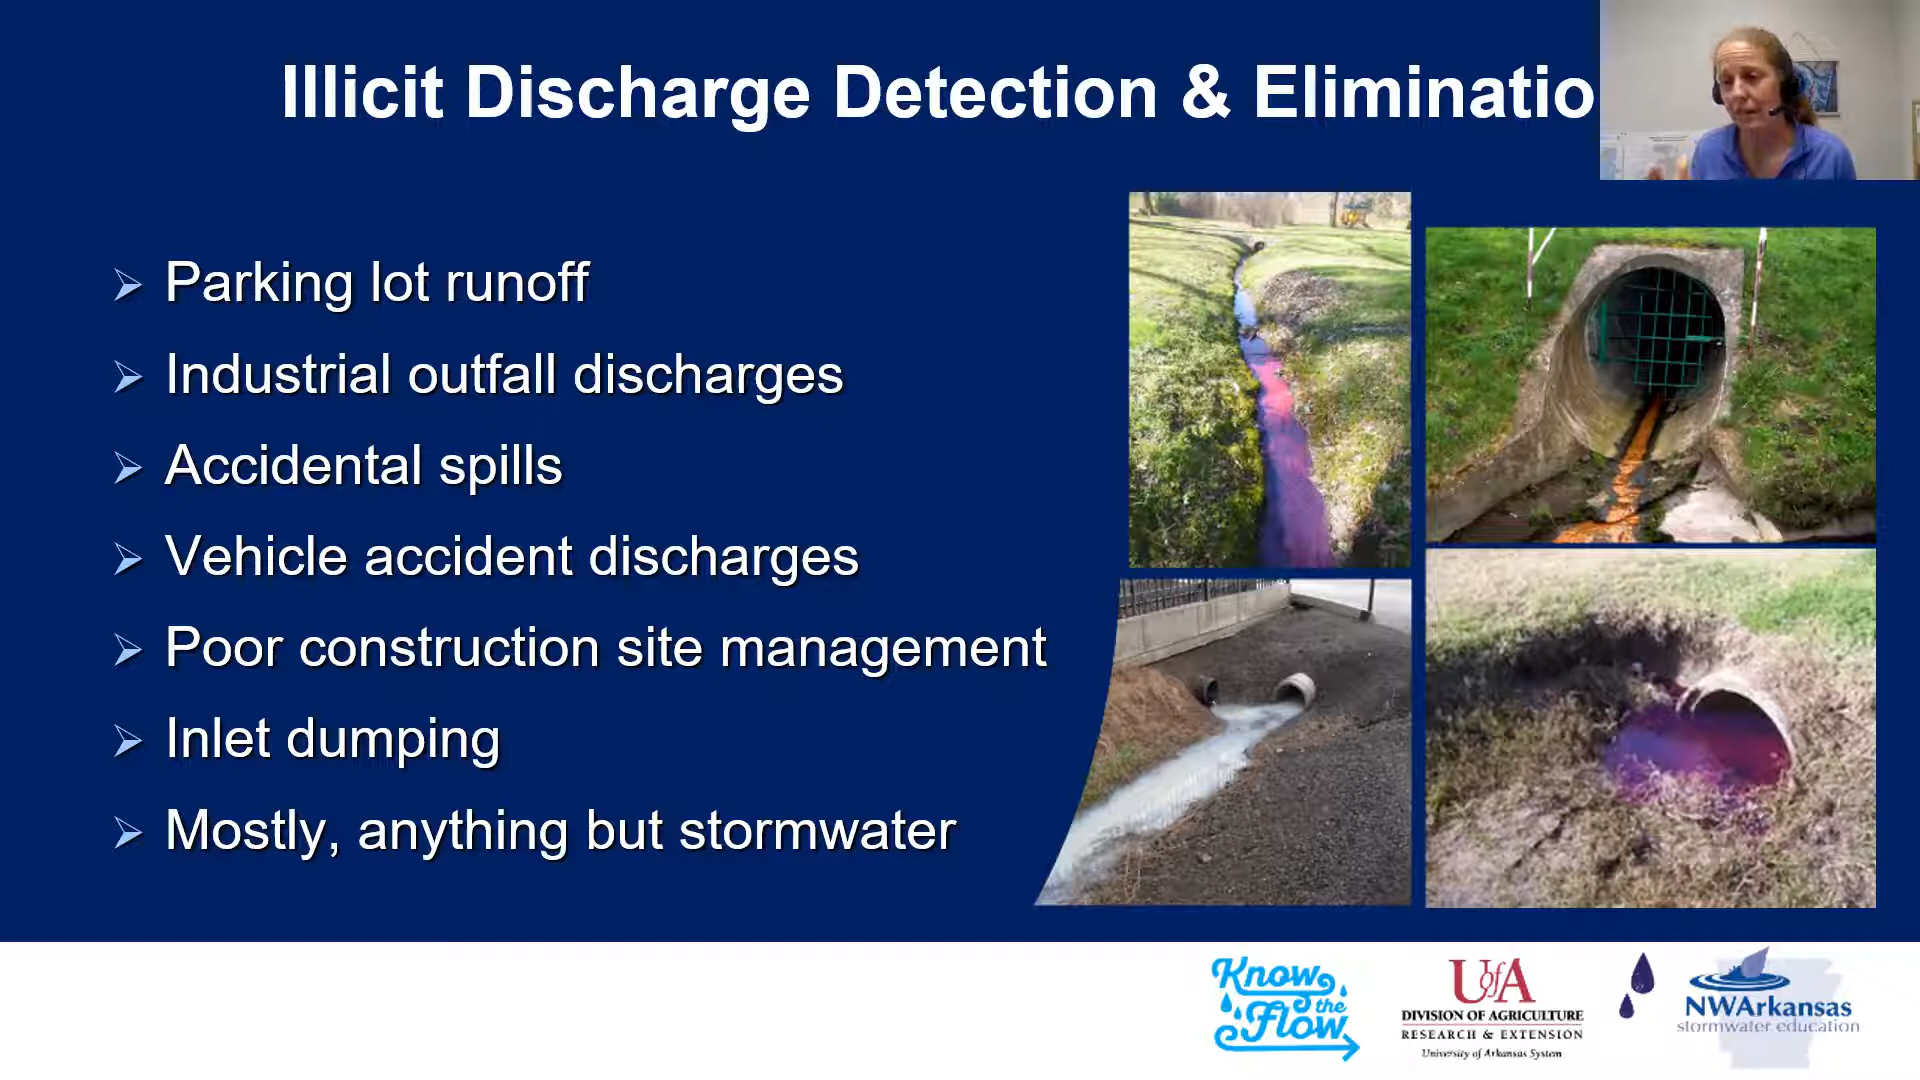 Illicit Discharge Detection & Eliminatio
Parking lot runoff
Industrial outfall discharges
Accidental spills
Vehicle accident discharges
Poor construction site management
Inlet dumping
Mostly, anything but stormwater
Know
the
Flow
UofA
DIVISION OF AGRICULTURE
RESEARCH & EXTENSION
University of Arkansas System
NWArkansas
stormwater education